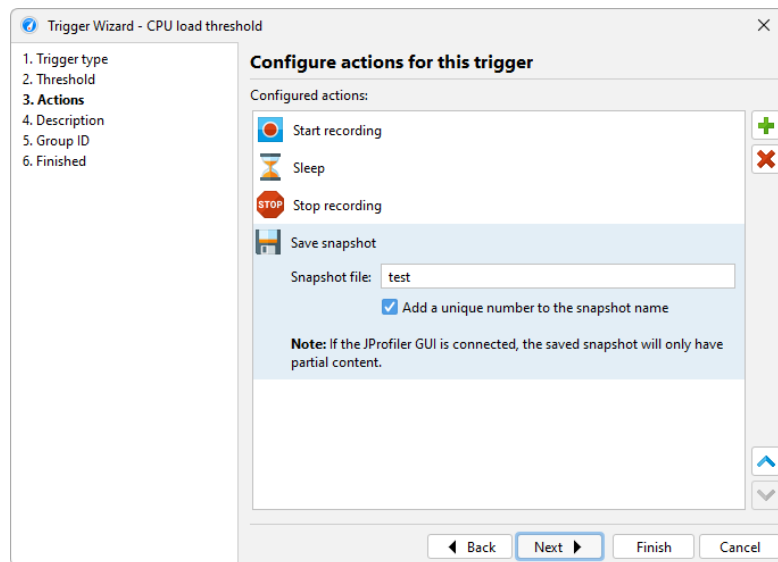 Trigger Wizard - CPU load threshold
1. Trigger type
2. Threshold
3. Actions
4. Description
5. Group ID
6. Finished
Configure actions for this trigger
Configured actions:
Start recording
Sleep
STOP Stop recording
Save snapshot
Snapshot file: test
Add a unique number to the snapshot name
Note: If the JProfiler GUI is connected, the saved snapshot will only have
partial content.
Back Next Finish Cancel